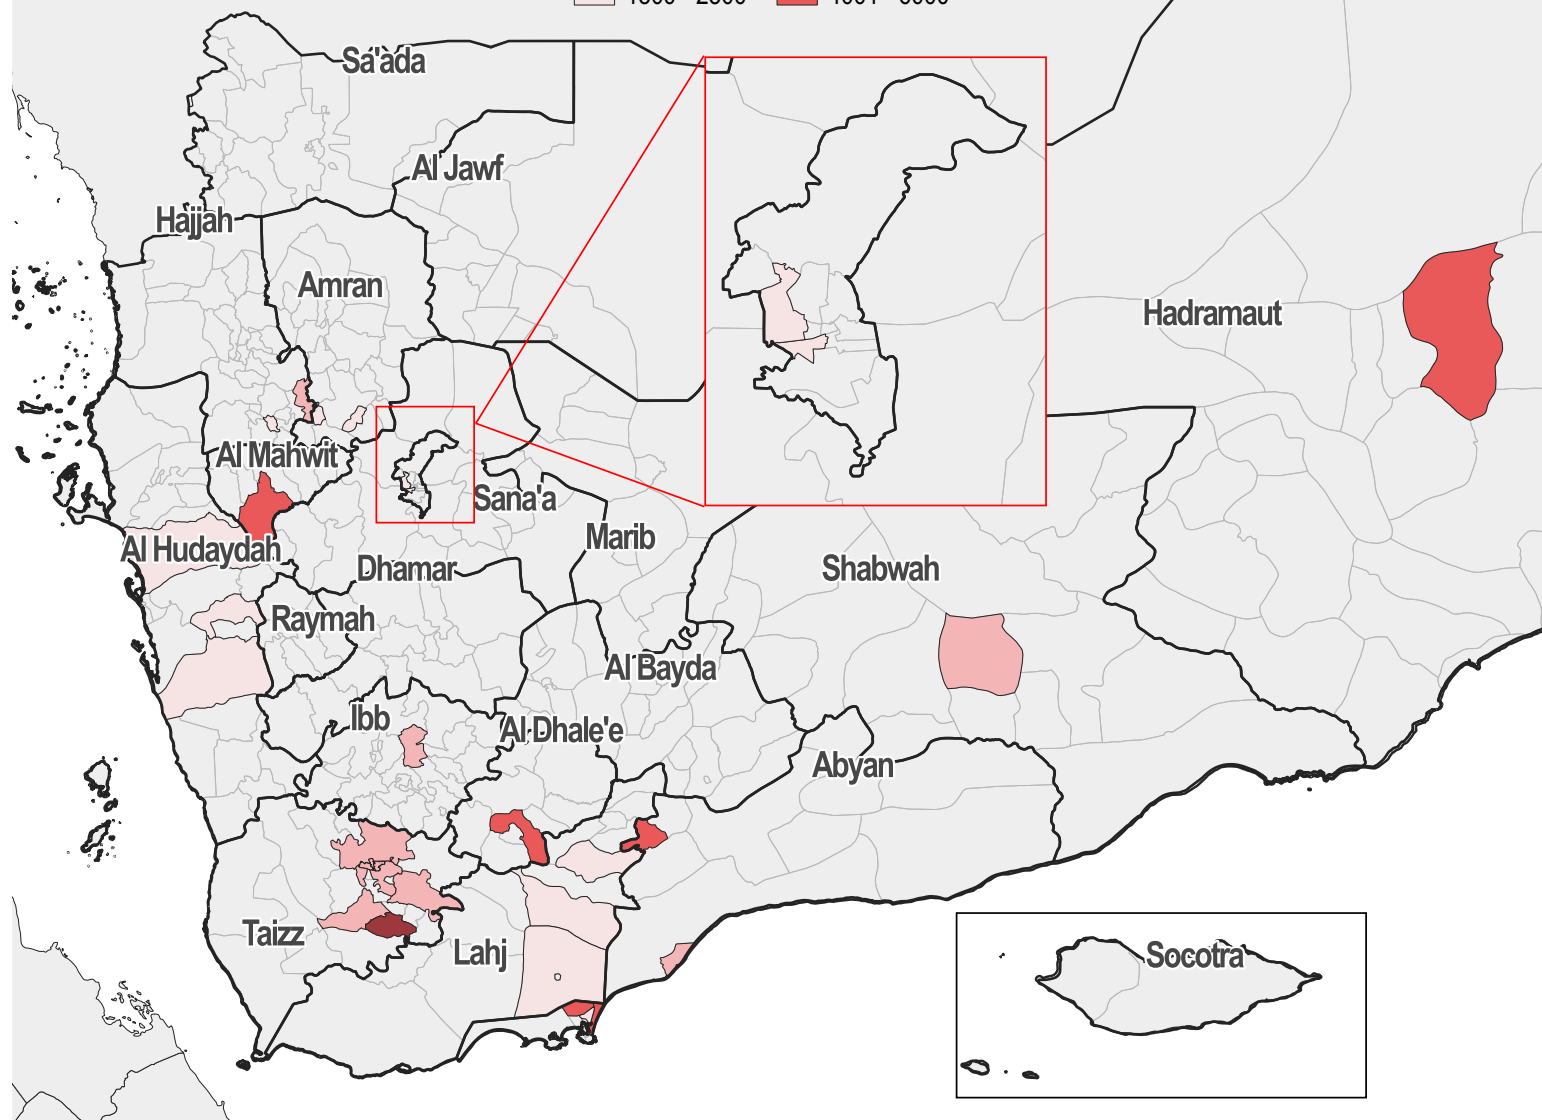 Sa'ada
Al Jawf
Hajjah
Amran
Hadramaut
Al Mahwit
Sana'a
Marib
Al Hudaydah
Dhamar
Shabwah
Raymah
Al Bayda
Ibb
Al Dhale'e
Abyan
Taizz
Lahj
Socotra